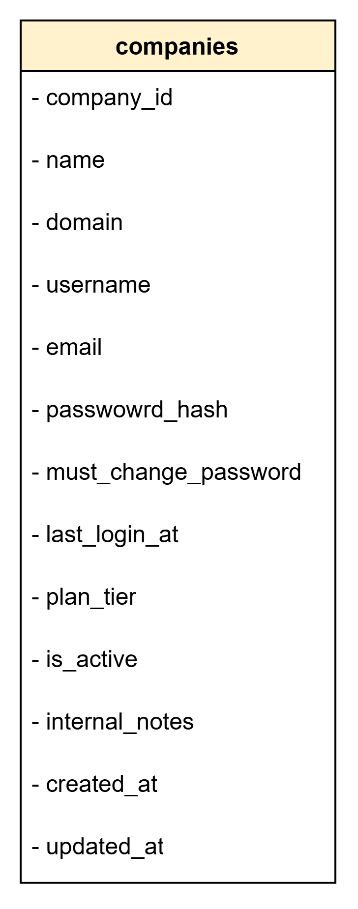 companies
- company_id
- name
- domain
- username
- email
- passwowrd_hash
- must_change_password
- last_login_at
- plan_tier
- is_active
- internal_notes
- created_at
- updated_at